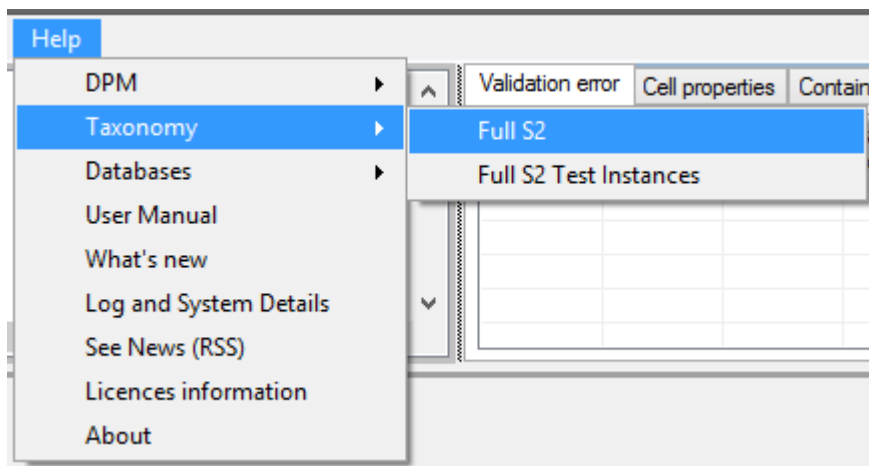 Help
DPM
Taxonomy
Databases
User Manual
What's new
Log and System Details
See News (RSS)
Licences information
About
Validation error
Cell properties
Full S2
Full S2 Test Instances